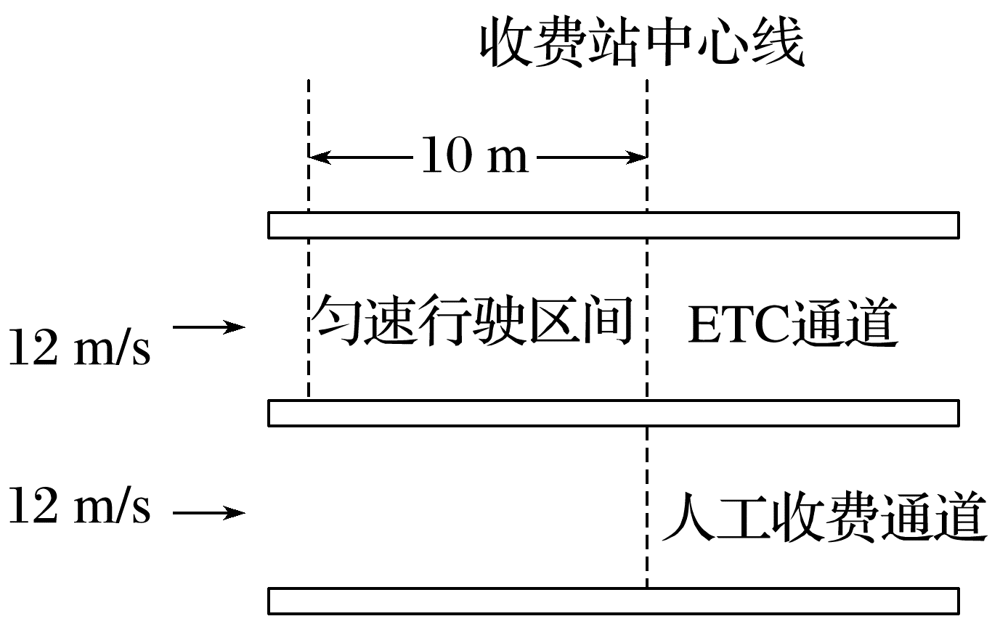 收费站中心线
10 m
匀速行驶区间
ETC通道
12 m/s
12 m/s
人工收费通道